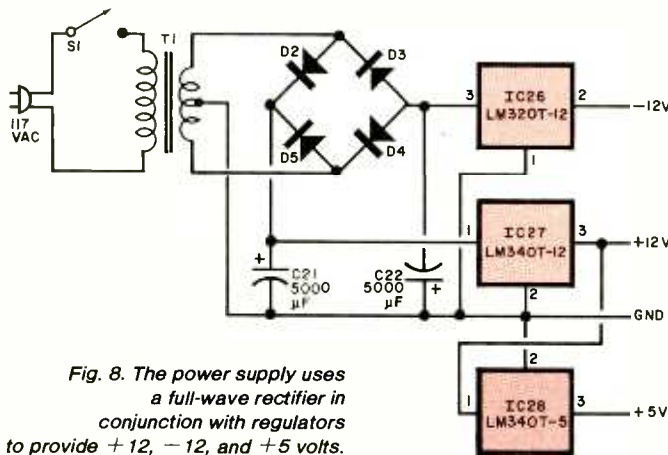 S1
T1
117
VAC
D2
D3
D5
D4
3
IC26
LM320T-12
2
-12V
1
1
IC27
LM340T-12
3
+12V
2
+
C21
5000
μF
C22
5000
μF
+
GND
2
1
IC28
LM340T-5
3
+5V
Fig. 8. The power supply uses
a full-wave rectifier in
conjunction with regulators
to provide +12, −12, and +5 volts.